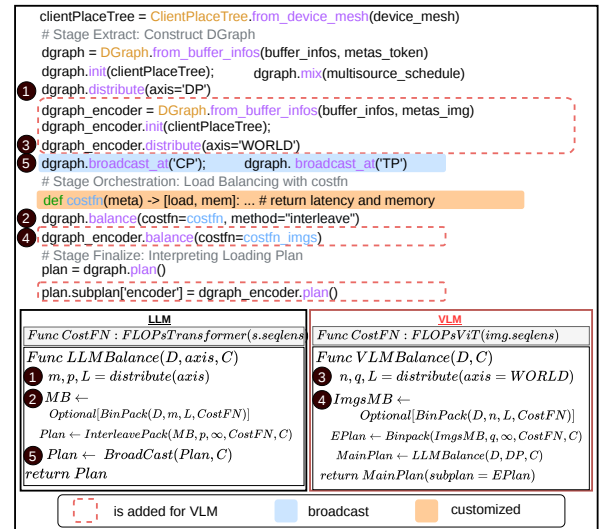 clientPlaceTree = ClientPlaceTree.from_device_mesh(device_mesh)
# Stage Extract: Construct DGraph
dgraph = DGraph.from_buffer_infos(buffer_infos, metas_token)
dgraph.init(clientPlaceTree); dgraph.mix(multisource_schedule)
1 dgraph.distribute(axis='DP')
dgraph_encoder = DGraph.from_buffer_infos(buffer_infos, metas_img)
dgraph_encoder.init(clientPlaceTree);
3 dgraph_encoder.distribute(axis='WORLD')
5 dgraph.broadcast_at('CP'); dgraph. broadcast_at('TP')
# Stage Orchestration: Load Balancing with costfn
def costfn(meta) -> [load, mem]: ... # return latency and memory
2 dgraph.balance(costfn=costfn, method="interleave")
4 dgraph_encoder.balance(costfn=costfn_imgs)
# Stage Finalize: Interpreting Loading Plan
plan = dgraph.plan()
plan.subplan['encoder'] = dgraph_encoder.plan()
LLM
Func CostFN : FLOPsTransformer(s.seqlens)
Func LLMBalance(D, axis, C)
1 m, p, L = distribute(axis)
2 MB ←
Optional[BinPack(D, m, L, CostFN)]
Plan ← InterleavePack(MB, p, ∞, CostFN, C)
5 Plan ← BroadCast(Plan, C)
return Plan
VLM
Func CostFN : FLOPsViT(img.seqlens)
Func VLMBalance(D, C)
3 n, q, L = distribute(axis = WORLD)
4 ImgsMB ←
Optional[BinPack(D, n, L, CostFN)]
EPlan ← Binpack(ImgsMB, q, ∞, CostFN, C)
MainPlan ← LLMBalance(D, DP, C)
return MainPlan(subplan = EPlan)
is added for VLM broadcast customized